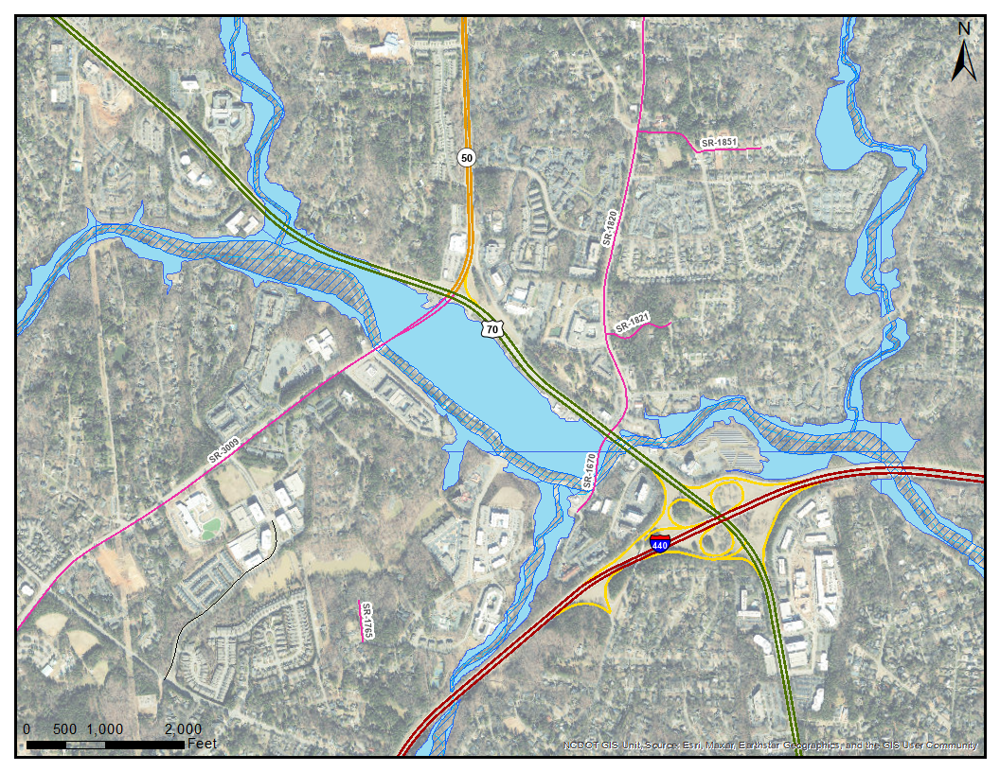 N
SR-1851
50
SR-1820
SR-1821
70
SR-3009
SR-1670
440
SR-1765
0 500 1,000 2,000
Feet
NCDOT GIS Unit, Source: Esri, Maxar, Earthstar Geographics, and the GIS User Community